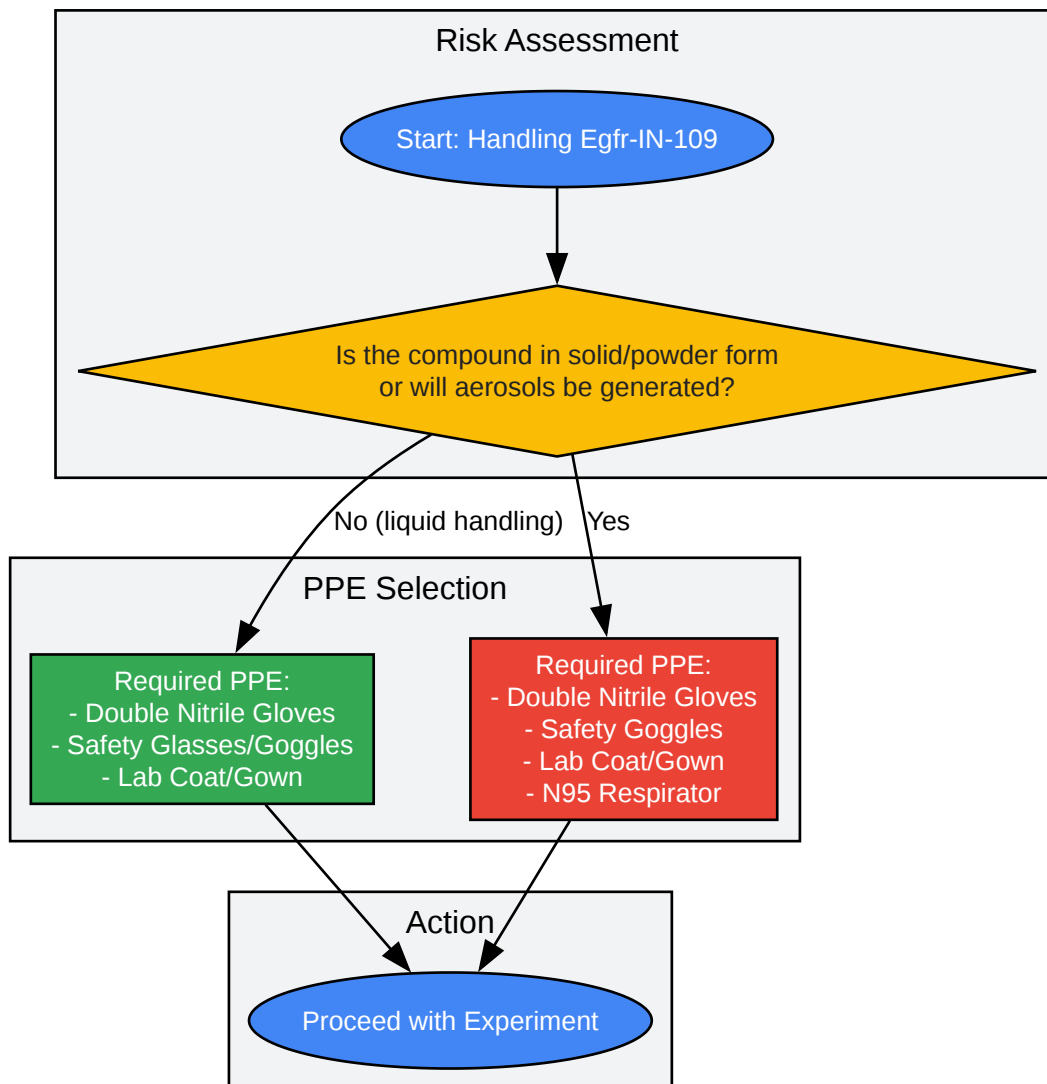 Risk Assessment
Start: Handling Egfr-IN-109
Is the compound in solid/powder form
or will aerosols be generated?
No (liquid handling)
Yes
PPE Selection
Required PPE:
- Double Nitrile Gloves
- Safety Glasses/Goggles
- Lab Coat/Gown
Required PPE:
- Double Nitrile Gloves
- Safety Goggles
- Lab Coat/Gown
- N95 Respirator
Action
Proceed with Experiment